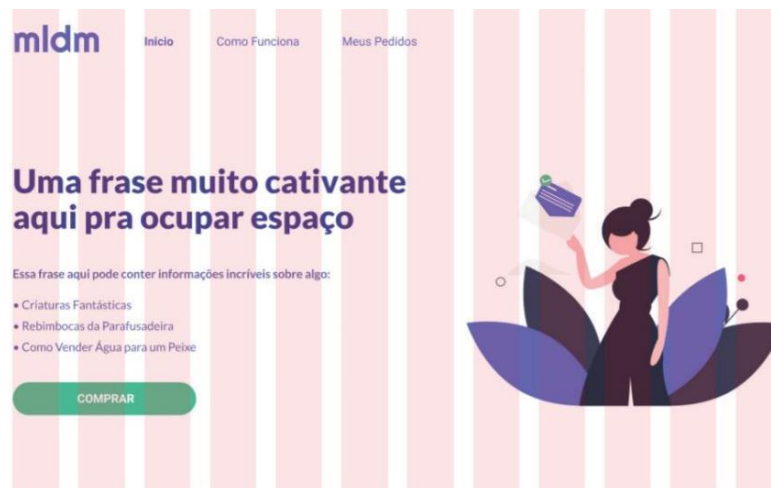 mldm
Início
Como Funciona
Meus Pedidos
Uma frase muito cativante
aqui pra ocupar espaço
Essa frase aqui pode conter informações incríveis sobre algo:
• Criaturas Fantásticas
• Rebimbocas da Parafusadeira
• Como Vender Água para um Peixe
COMPRAR